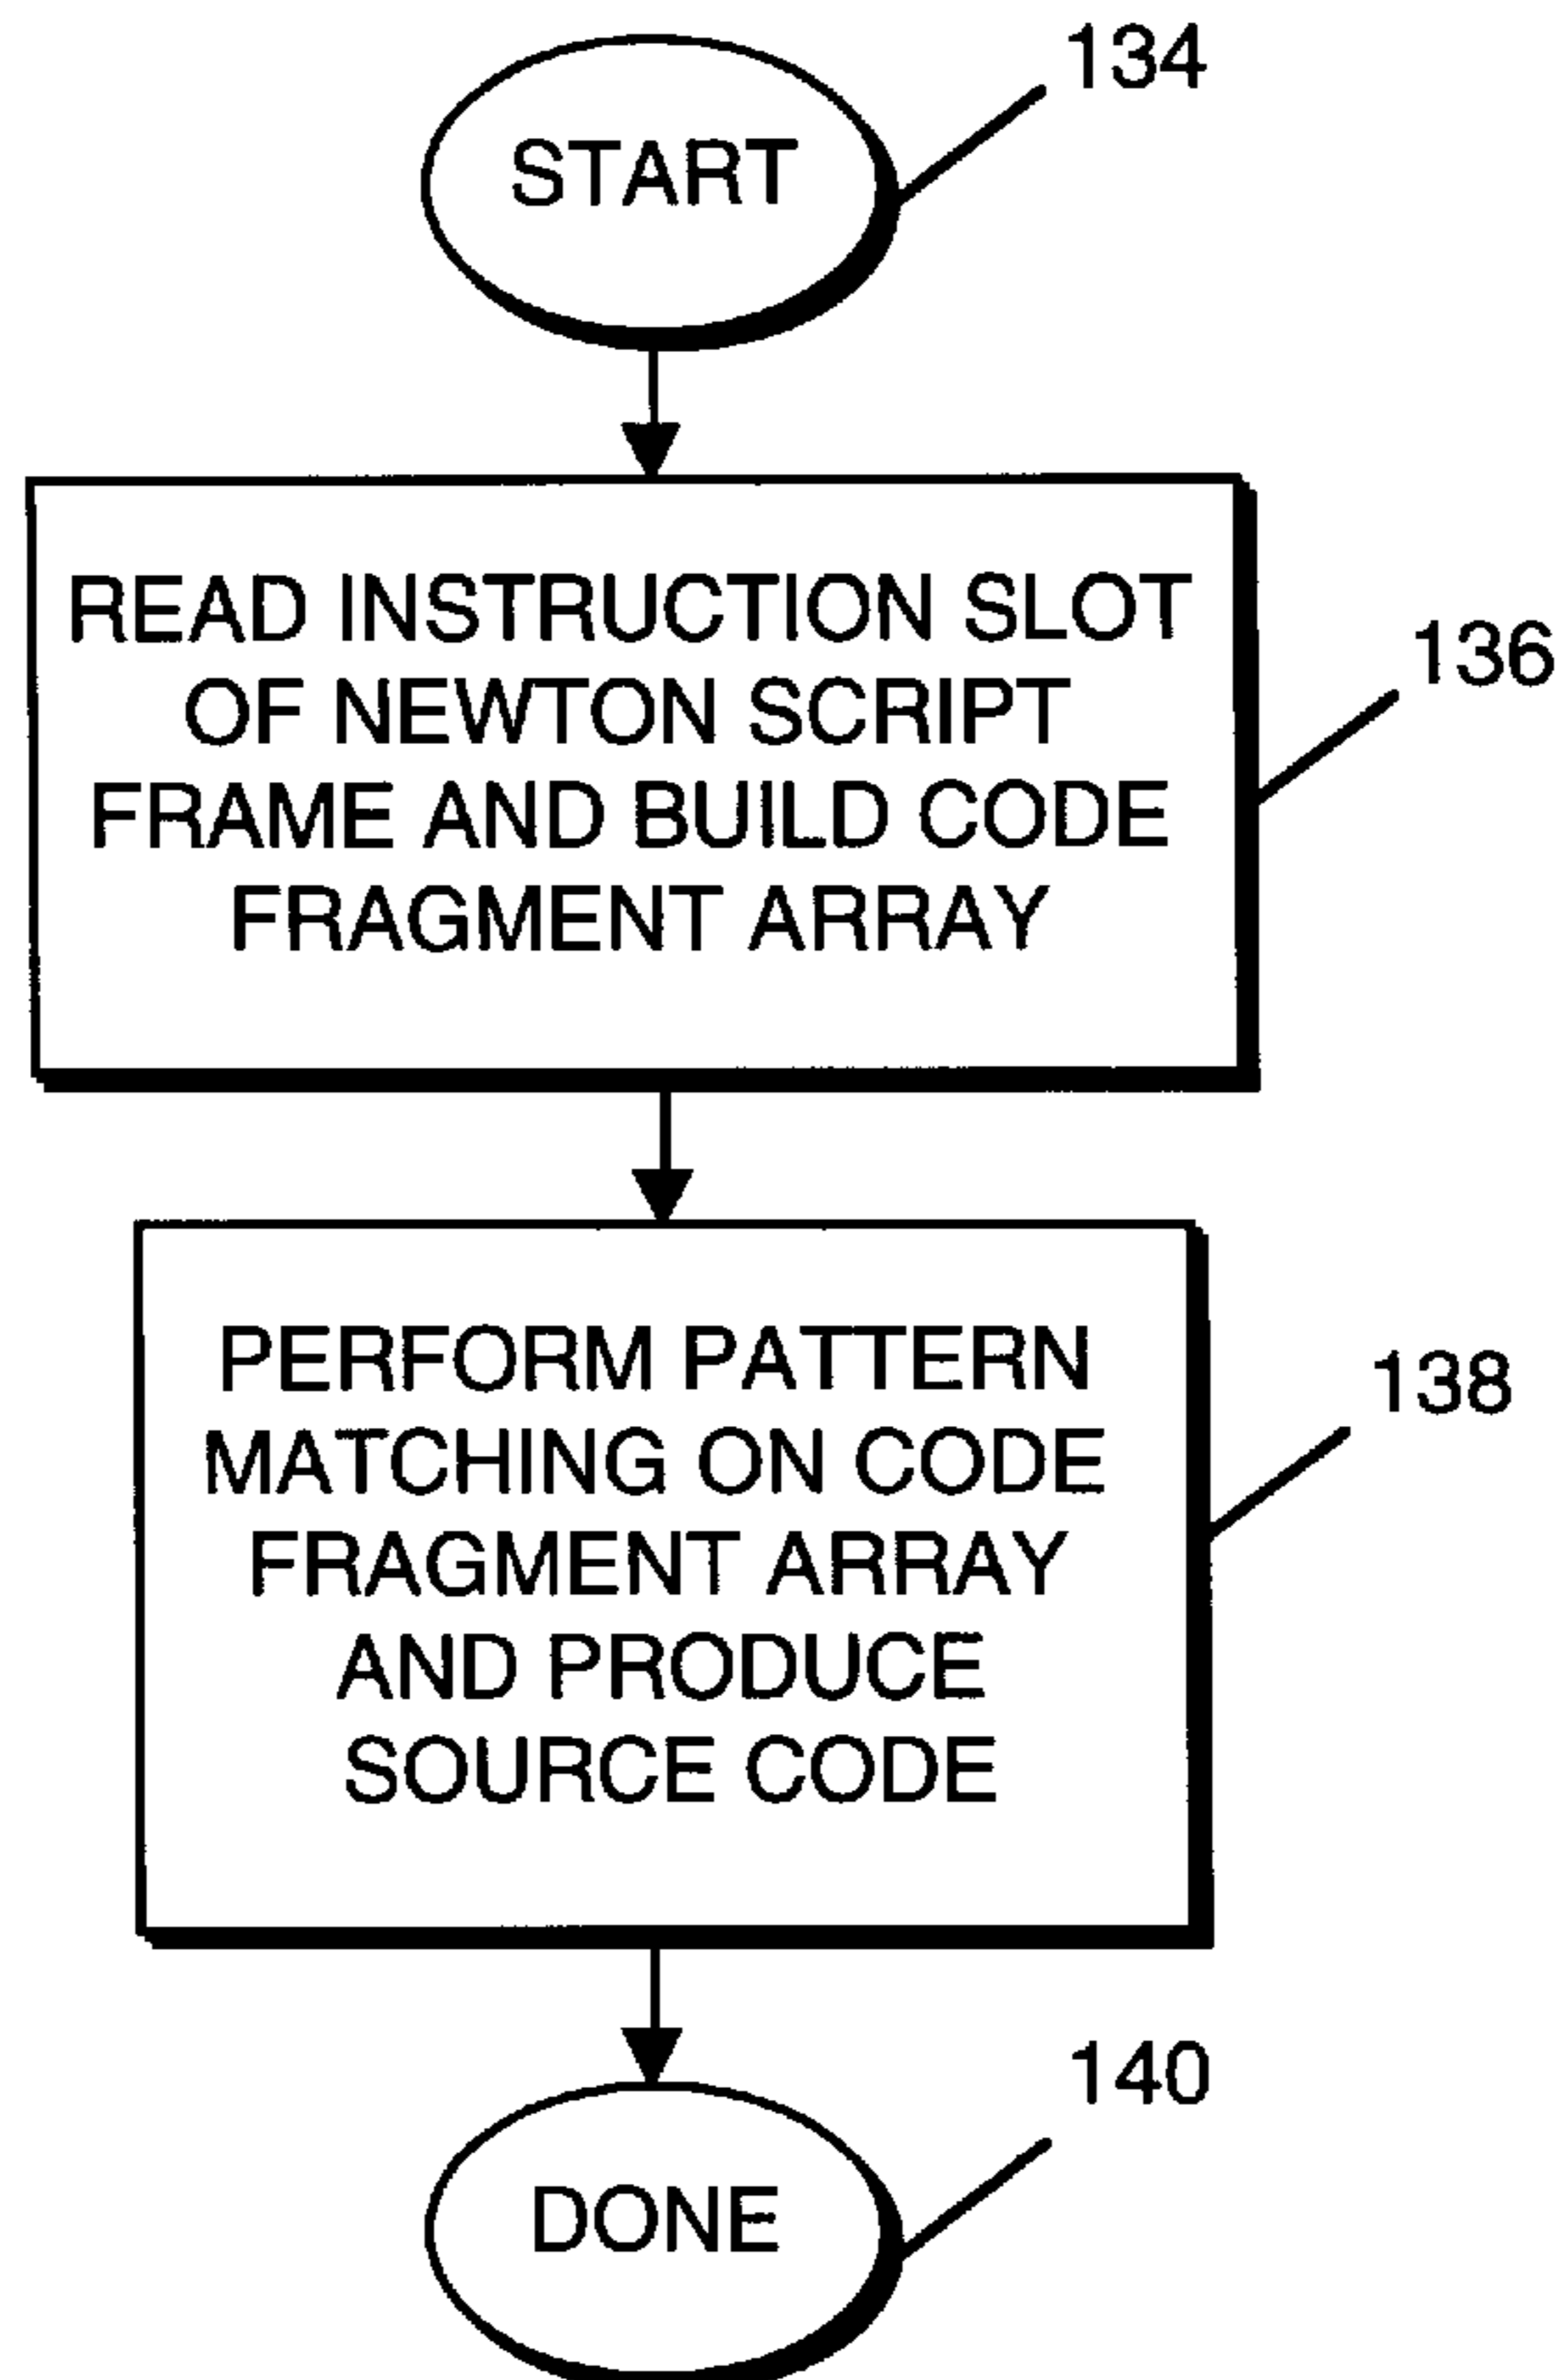 134
START
READ INSTRUCTION SLOT
OF NEWTON SCRIPT
FRAME AND BUILD CODE
FRAGMENT ARRAY
136
PERFORM PATTERN
MATCHING ON CODE
FRAGMENT ARRAY
AND PRODUCE
SOURCE CODE
138
140
DONE